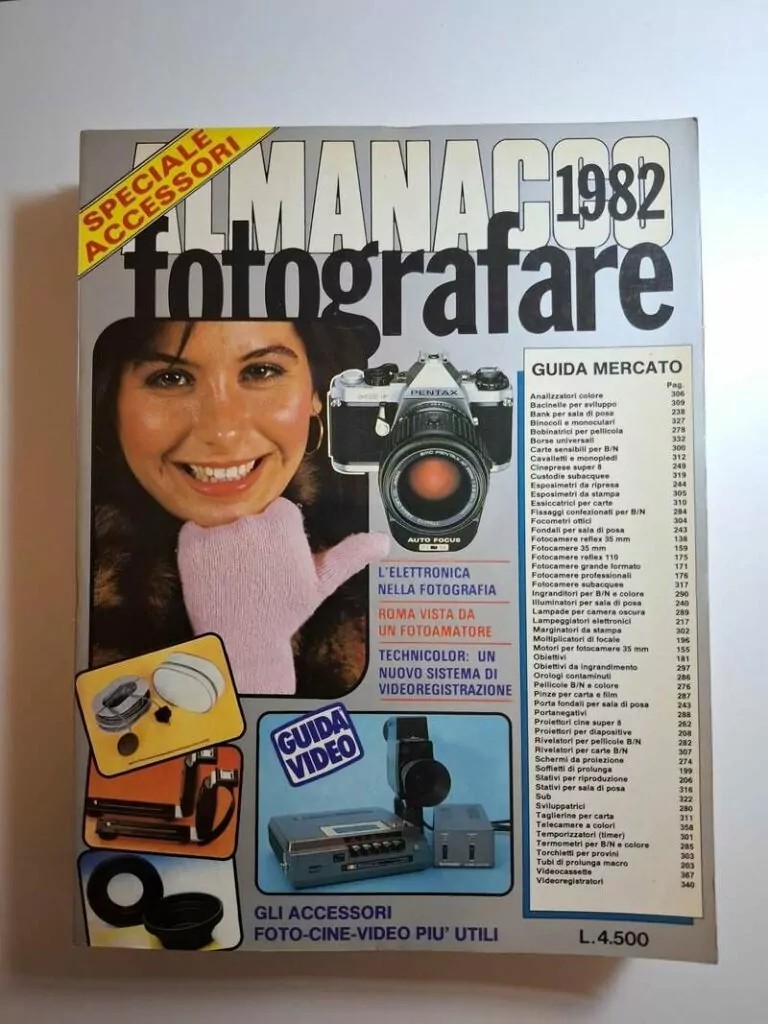 SPECIALE
ACCESSORI
ALMANACCO
1982
fotografare
PENTAX
SMC PENTAX-AF
AUTO FOCUS
L'ELETTRONICA
NELLA FOTOGRAFIA
ROMA VISTA DA
UN FOTOAMATORE
TECHNICOLOR: UN
NUOVO SISTEMA DI
VIDEOREGISTRAZIONE
GUIDA
VIDEO
GLI ACCESSORI
FOTO-CINE-VIDEO PIU' UTILI
GUIDA MERCATO
Pag.
Analizzatori colore 306
Bacinelle per sviluppo 309
Bank per sala di posa 238
Binocoli e monoculari 327
Bobinatrici per pellicola 278
Borse universali 332
Carte sensibili per B/N 300
Cavalletti e monopiedi 312
Cineprese super 8 249
Custodie subacquee 319
Esposimetri da ripresa 244
Esposimetri da stampa 305
Essiccatrici per carte 310
Fissaggi confezionati per B/N 284
Focometri ottici 304
Fondali per sala di posa 243
Fotocamere reflex 35 mm 138
Fotocamere 35 mm 159
Fotocamere reflex 110 175
Fotocamere grande formato 171
Fotocamere professionali 176
Fotocamere subacquee 317
Ingranditori per B/N e colore 290
Illuminatori per sala di posa 240
Lampade per camera oscura 289
Lampeggiatori elettronici 217
Marginatori da stampa 302
Moltiplicatori di focale 196
Motori per fotocamere 35 mm 155
Obiettivi 181
Obiettivi da ingrandimento 297
Orologi contaminuti 286
Pellicole B/N e colore 276
Pinze per carta e film 287
Porta fondali per sala di posa 243
Portanegativi 288
Proiettori cine super 8 262
Proiettori per diapositive 208
Rivelatori per pellicole B/N 282
Rivelatori per carte B/N 307
Schermi da proiezione 274
Soffietti di prolunga 199
Stativi per riproduzione 206
Stativi per sala di posa 316
Sub 322
Sviluppatrici 280
Taglierine per carta 311
Telecamere a colori 358
Temporizzatori (timer) 301
Termometri per B/N e colore 285
Torchietti per provini 303
Tubi di prolunga macro 203
Videocassette 367
Videoregistratori 340
L.4.500